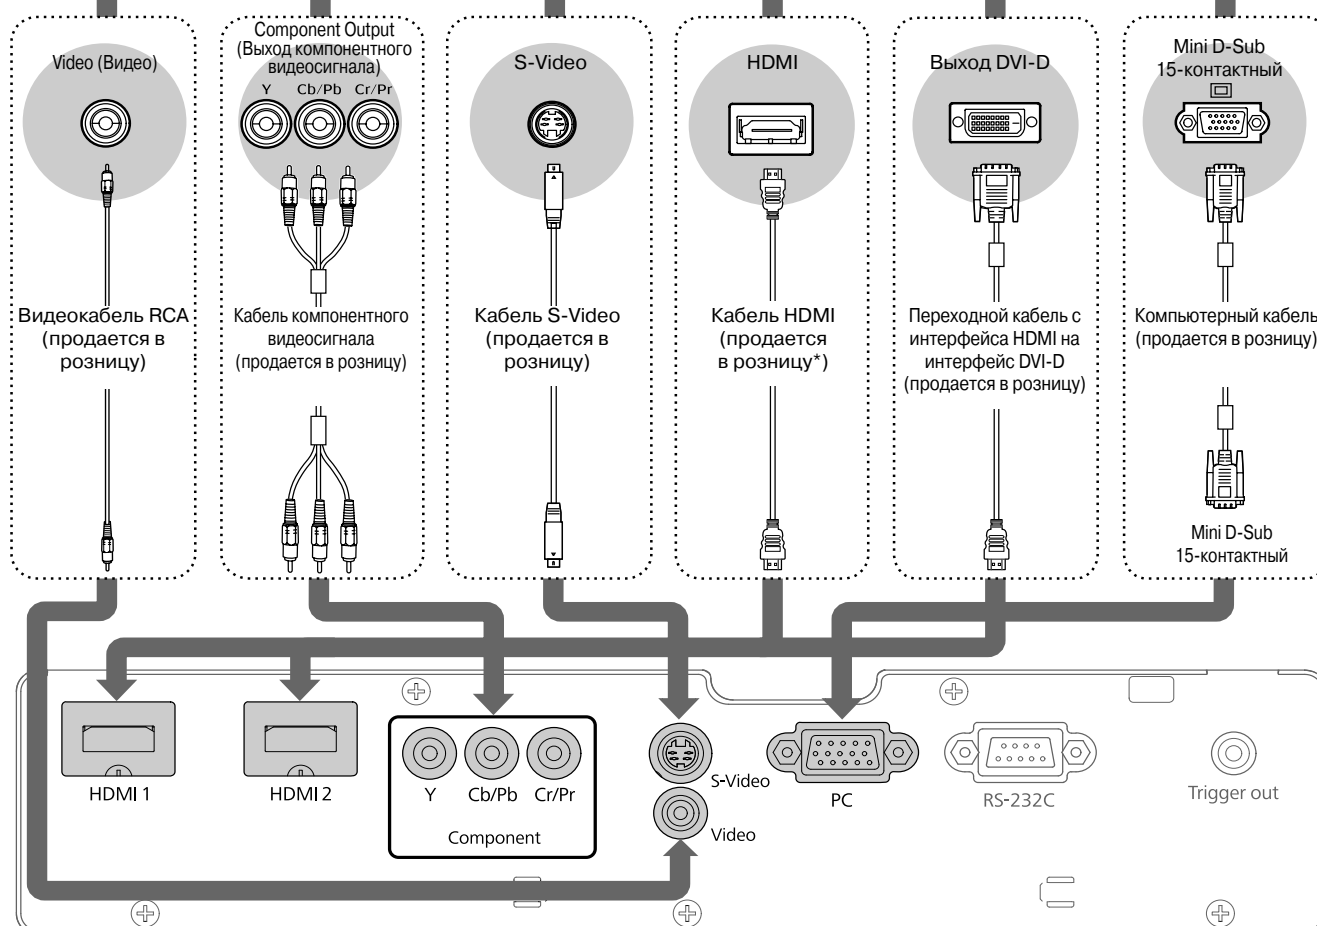 Video (Видео)
Component Output
(Выход компонентного
видеосигнала)
Y Cb/Pb Cr/Pr
S-Video
HDMI
Выход DVI-D
Mini D-Sub
15-контактный
Видеокабель RCA
(продается в
розницу)
Кабель компонентного
видеосигнала
(продается в розницу)
Кабель S-Video
(продается в
розницу)
Кабель HDMI
(продается
в розницу*)
Переходной кабель с
интерфейса HDMI на
интерфейс DVI-D
(продается в розницу)
Компьютерный кабель
(продается в розницу)
Mini D-Sub
15-контактный
HDMI 1
HDMI 2
Y Cb/Pb Cr/Pr
Component
S-Video
Video
PC
RS-232C
Trigger out